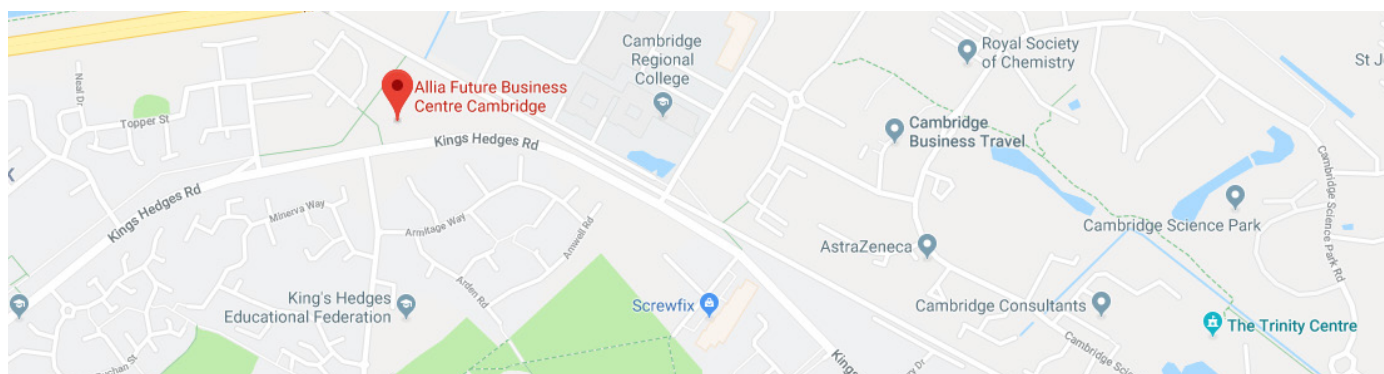 Cambridge
Regional
College
Royal Society
of Chemistry
St J
Neal Dr
Allia Future Business
Centre Cambridge
Topper St
Cambridge
Business Travel
Kings Hedges Rd
K
Kings Hedges Rd
Minerva Way
Armitage Way
Amwell Rd
Cambridge Science Park Rd
Cambridge Science Park
AstraZeneca
Arden Rd
King's Hedges
Educational Federation
Screwfix
Cambridge Consultants
The Trinity Centre
Kings
Cambridge Scie